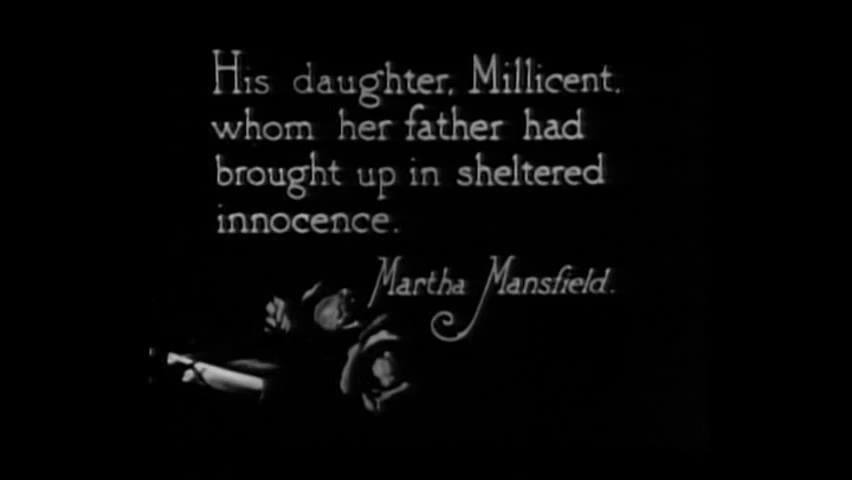 His daughter, Millicent,
whom her father had
brought up in sheltered
innocence.
Martha Mansfield.